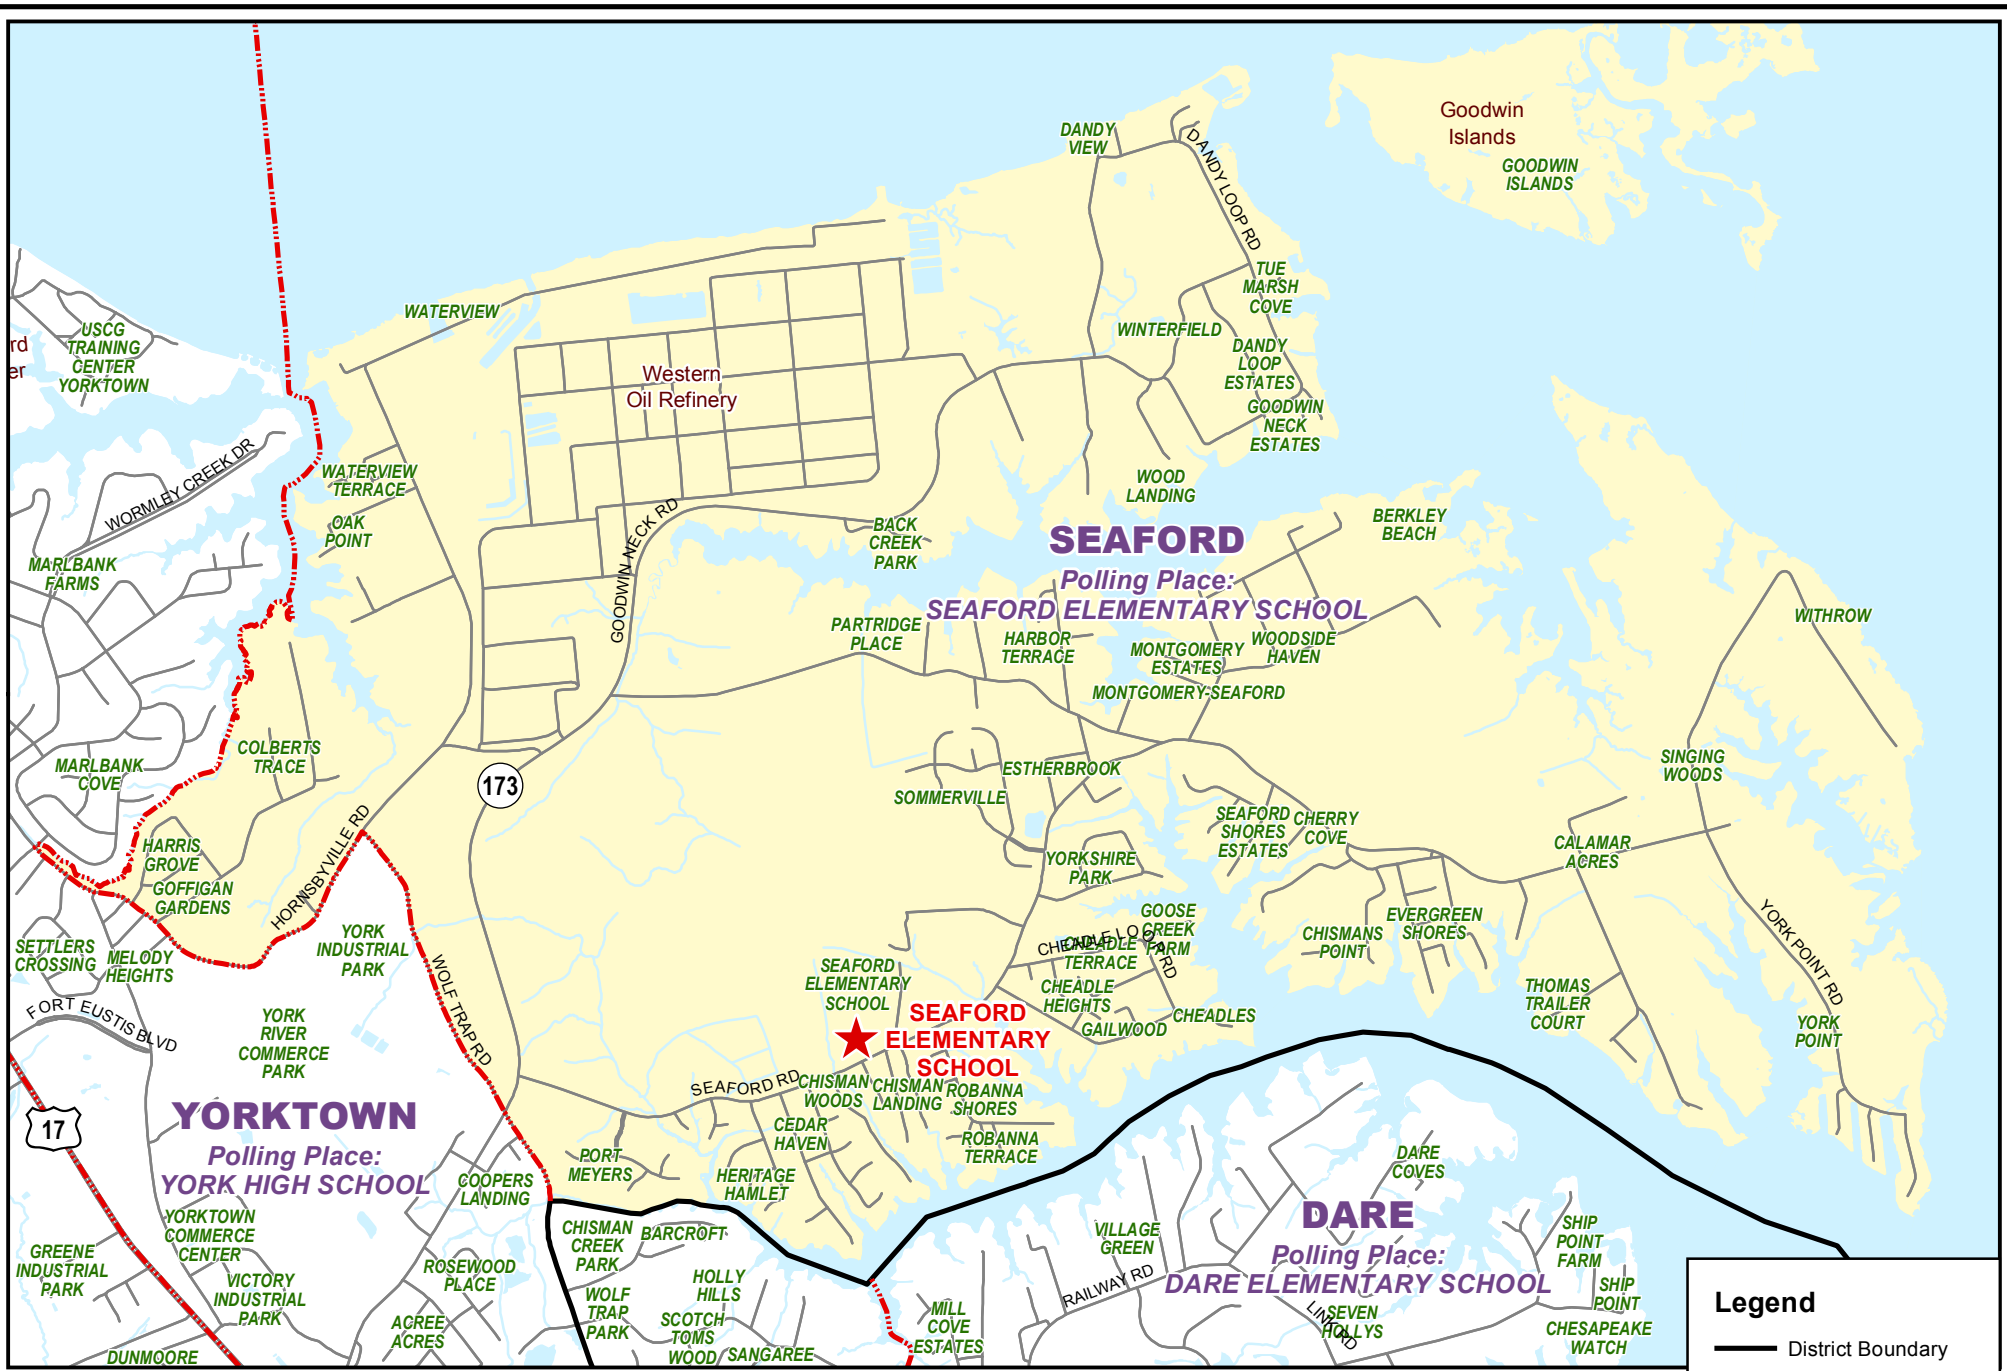 Goodwin
Islands
GOODWIN
ISLANDS
DANDY
VIEW
DANDY LOOP RD
TUE
MARSH
COVE
WATERVIEW
USCG
TRAINING
CENTER
YORKTOWN
rd
er
WINTERFIELD
DANDY
LOOP
ESTATES
Western
Oil Refinery
GOODWIN
NECK
ESTATES
WORMLEY CREEK DR
WATERVIEW
TERRACE
OAK
POINT
WOOD
LANDING
GOODWIN NECK RD
BACK
CREEK
PARK
BERKLEY
BEACH
SEAFORD
Polling Place:
SEAFORD ELEMENTARY SCHOOL
MARLBANK
FARMS
PARTRIDGE
PLACE
HARBOR
TERRACE
MONTGOMERY
ESTATES
WOODSIDE
HAVEN
WITHROW
MONTGOMERY-SEAFORD
COLBERTS
TRACE
MARLBANK
COVE
173
ESTHERBROOK
SOMMERVILLE
SINGING
WOODS
SEAFORD
SHORES
ESTATES
CHERRY
COVE
HARRIS
GROVE
HORNSBYVILLE RD
CALAMAR
ACRES
YORKSHIRE
PARK
GOFFIGAN
GARDENS
GOOSE
CREEK
FARM
EVERGREEN
SHORES
CHISMANS
POINT
YORK POINT RD
SETTLERS
CROSSING
MELODY
HEIGHTS
YORK
INDUSTRIAL
PARK
CHEADLE LOOP RD
CHEADLE
TERRACE
WOLF TRAP RD
SEAFORD
ELEMENTARY
SCHOOL
CHEADLE
HEIGHTS
THOMAS
TRAILER
COURT
FORT EUSTIS BLVD
YORK
RIVER
COMMERCE
PARK
SEAFORD
ELEMENTARY
SCHOOL
GAILWOOD
CHEADLES
YORK
POINT
SEAFORD RD
CHISMAN
WOODS
CHISMAN
LANDING
ROBANNA
SHORES
17
YORKTOWN
Polling Place:
YORK HIGH SCHOOL
CEDAR
HAVEN
ROBANNA
TERRACE
PORT
MEYERS
HERITAGE
HAMLET
COOPERS
LANDING
DARE
COVES
DARE
Polling Place:
DARE ELEMENTARY SCHOOL
YORKTOWN
COMMERCE
CENTER
CHISMAN
CREEK
PARK
BARCROFT
VILLAGE
GREEN
SHIP
POINT
FARM
GREENE
INDUSTRIAL
PARK
VICTORY
INDUSTRIAL
PARK
ROSEWOOD
PLACE
HOLLY
HILLS
RAILWAY RD
SHIP
POINT
WOLF
TRAP
PARK
SCOTCH
TOMS
WOOD
MILL
COVE
ESTATES
LINK RD
SEVEN
HOLLYS
CHESAPEAKE
WATCH
ACREE
ACRES
SANGAREE
DUNMOORE
Legend
District Boundary